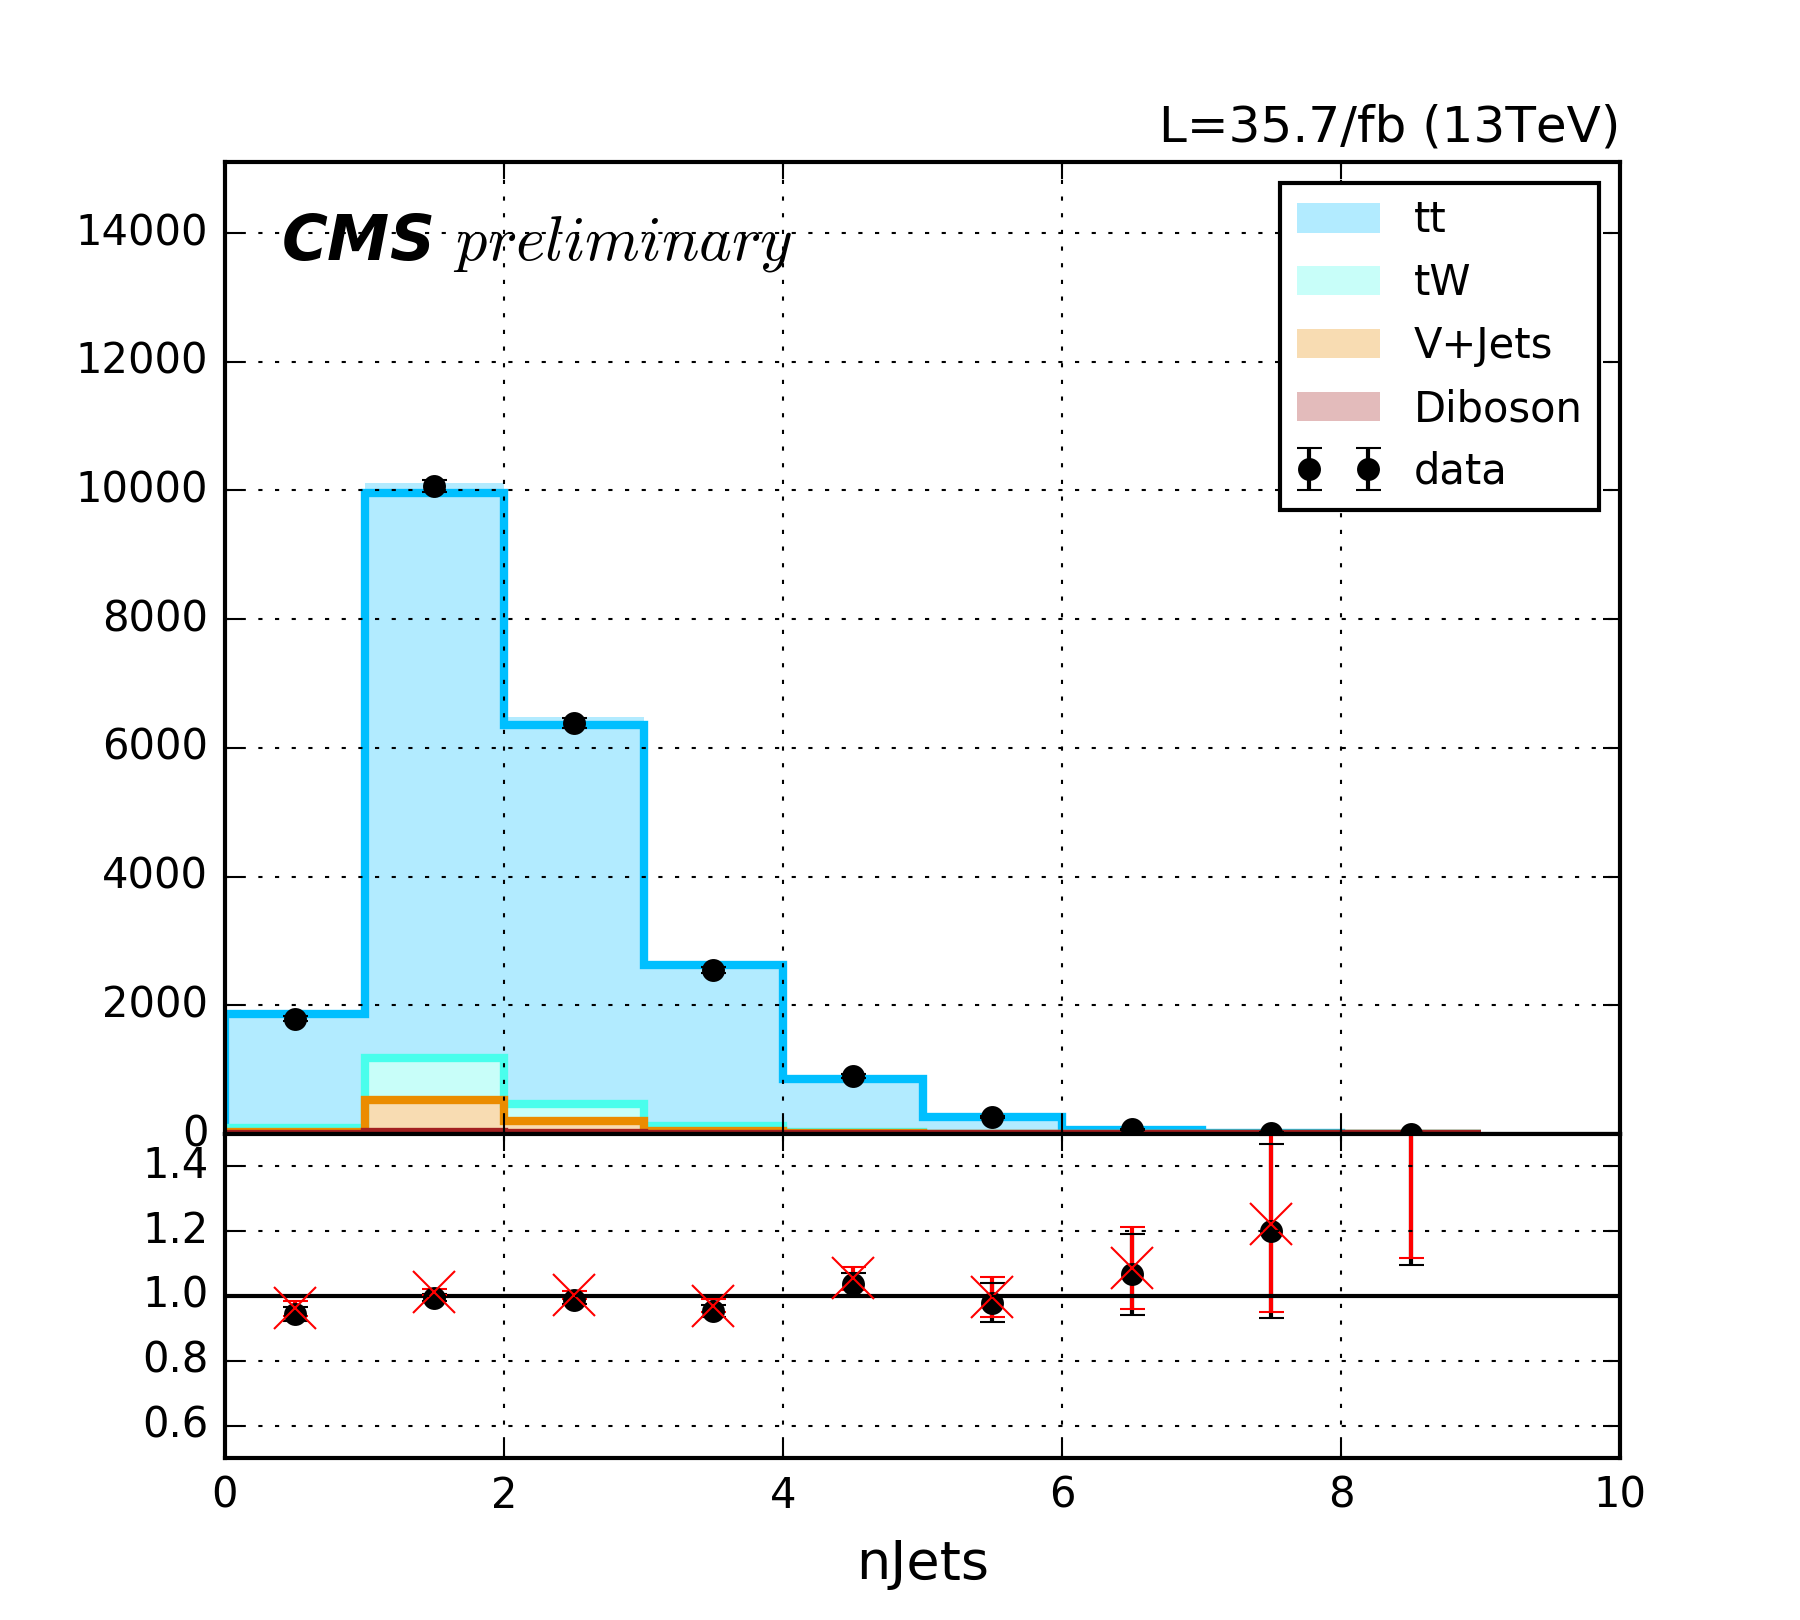 L=35.7/fb (13TeV)
CMS preliminary
tt
tW
V+Jets
Diboson
data
14000
12000
10000
8000
6000
4000
2000
0
1.4
1.2
1.0
0.8
0.6
0 2 4 6 8 10
nJets